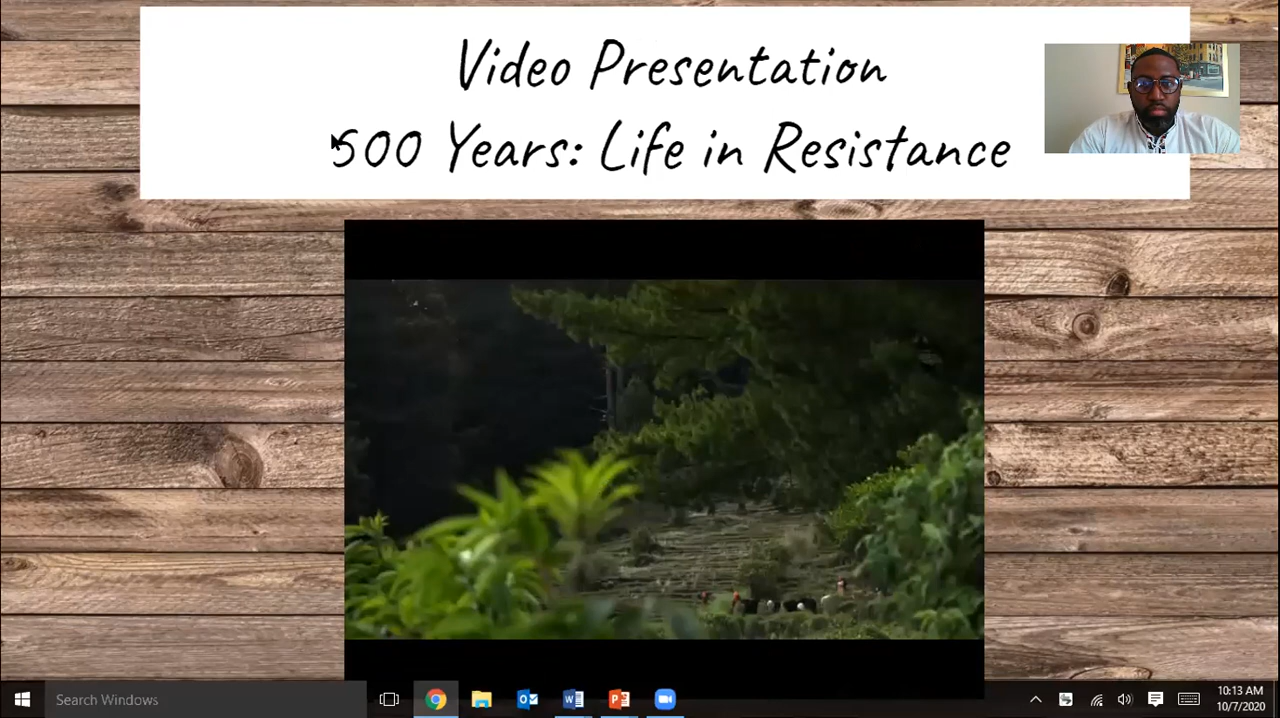 Video Presentation
500 Years: Life in Resistance
Search Windows
10:13 AM
10/7/2020